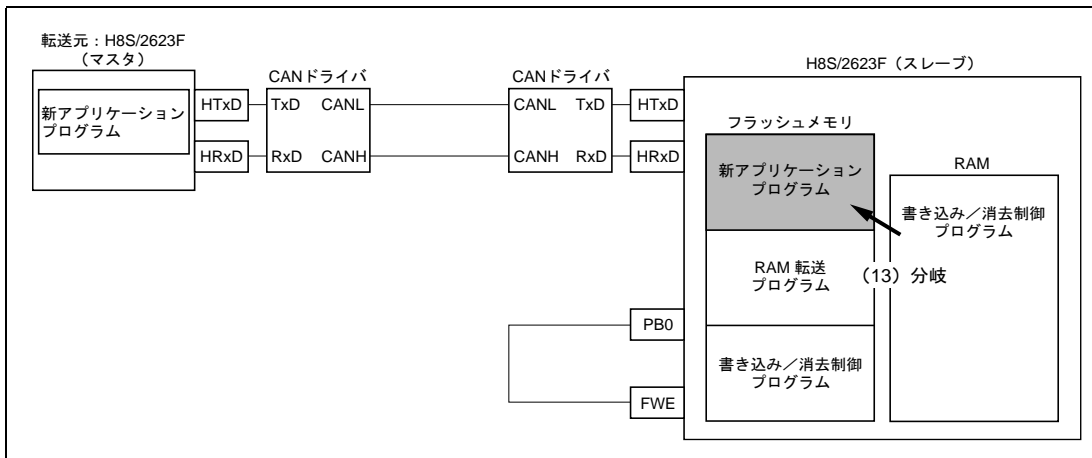 転送元：H8S/2623F
（マスタ）
新アプリケーション
プログラム
HTxD
HRxD
CANドライバ
TxD CANL
RxD CANH
CANドライバ
CANL TxD
CANH RxD
HTxD
HRxD
PB0
FWE
H8S/2623F（スレーブ）
フラッシュメモリ
新アプリケーション
プログラム
RAM 転送
プログラム
書き込み／消去制御
プログラム
RAM
書き込み／消去制御
プログラム
（13）分岐